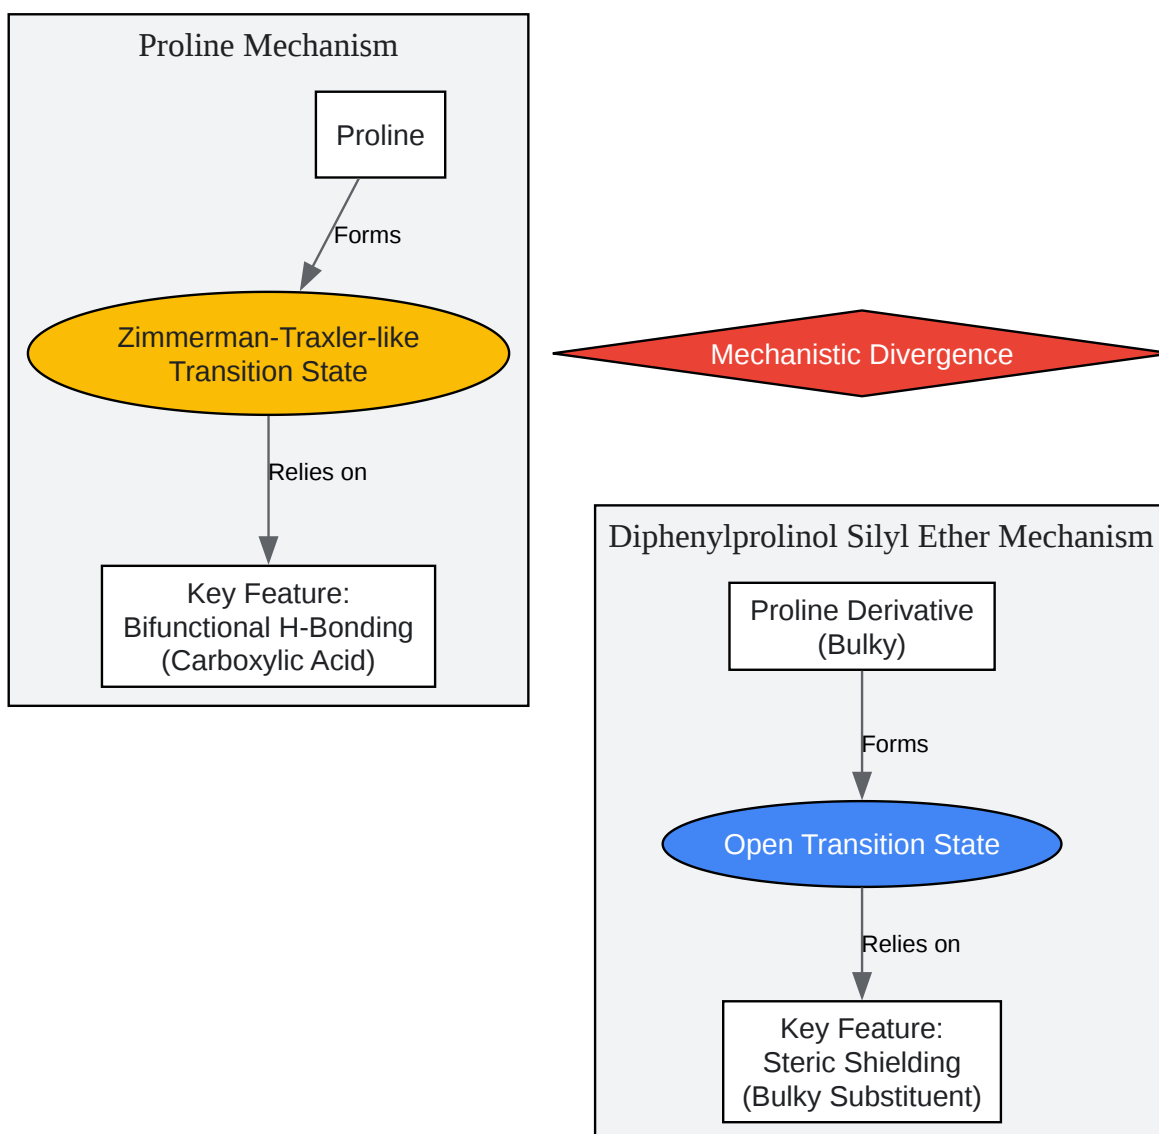 Proline Mechanism
Proline
Forms
Zimmerman-Traxler-like
Transition State
Relies on
Key Feature:
Bifunctional H-Bonding
(Carboxylic Acid)
Mechanistic Divergence
Diphenylprolinol Silyl Ether Mechanism
Proline Derivative
(Bulky)
Forms
Open Transition State
Relies on
Key Feature:
Steric Shielding
(Bulky Substituent)